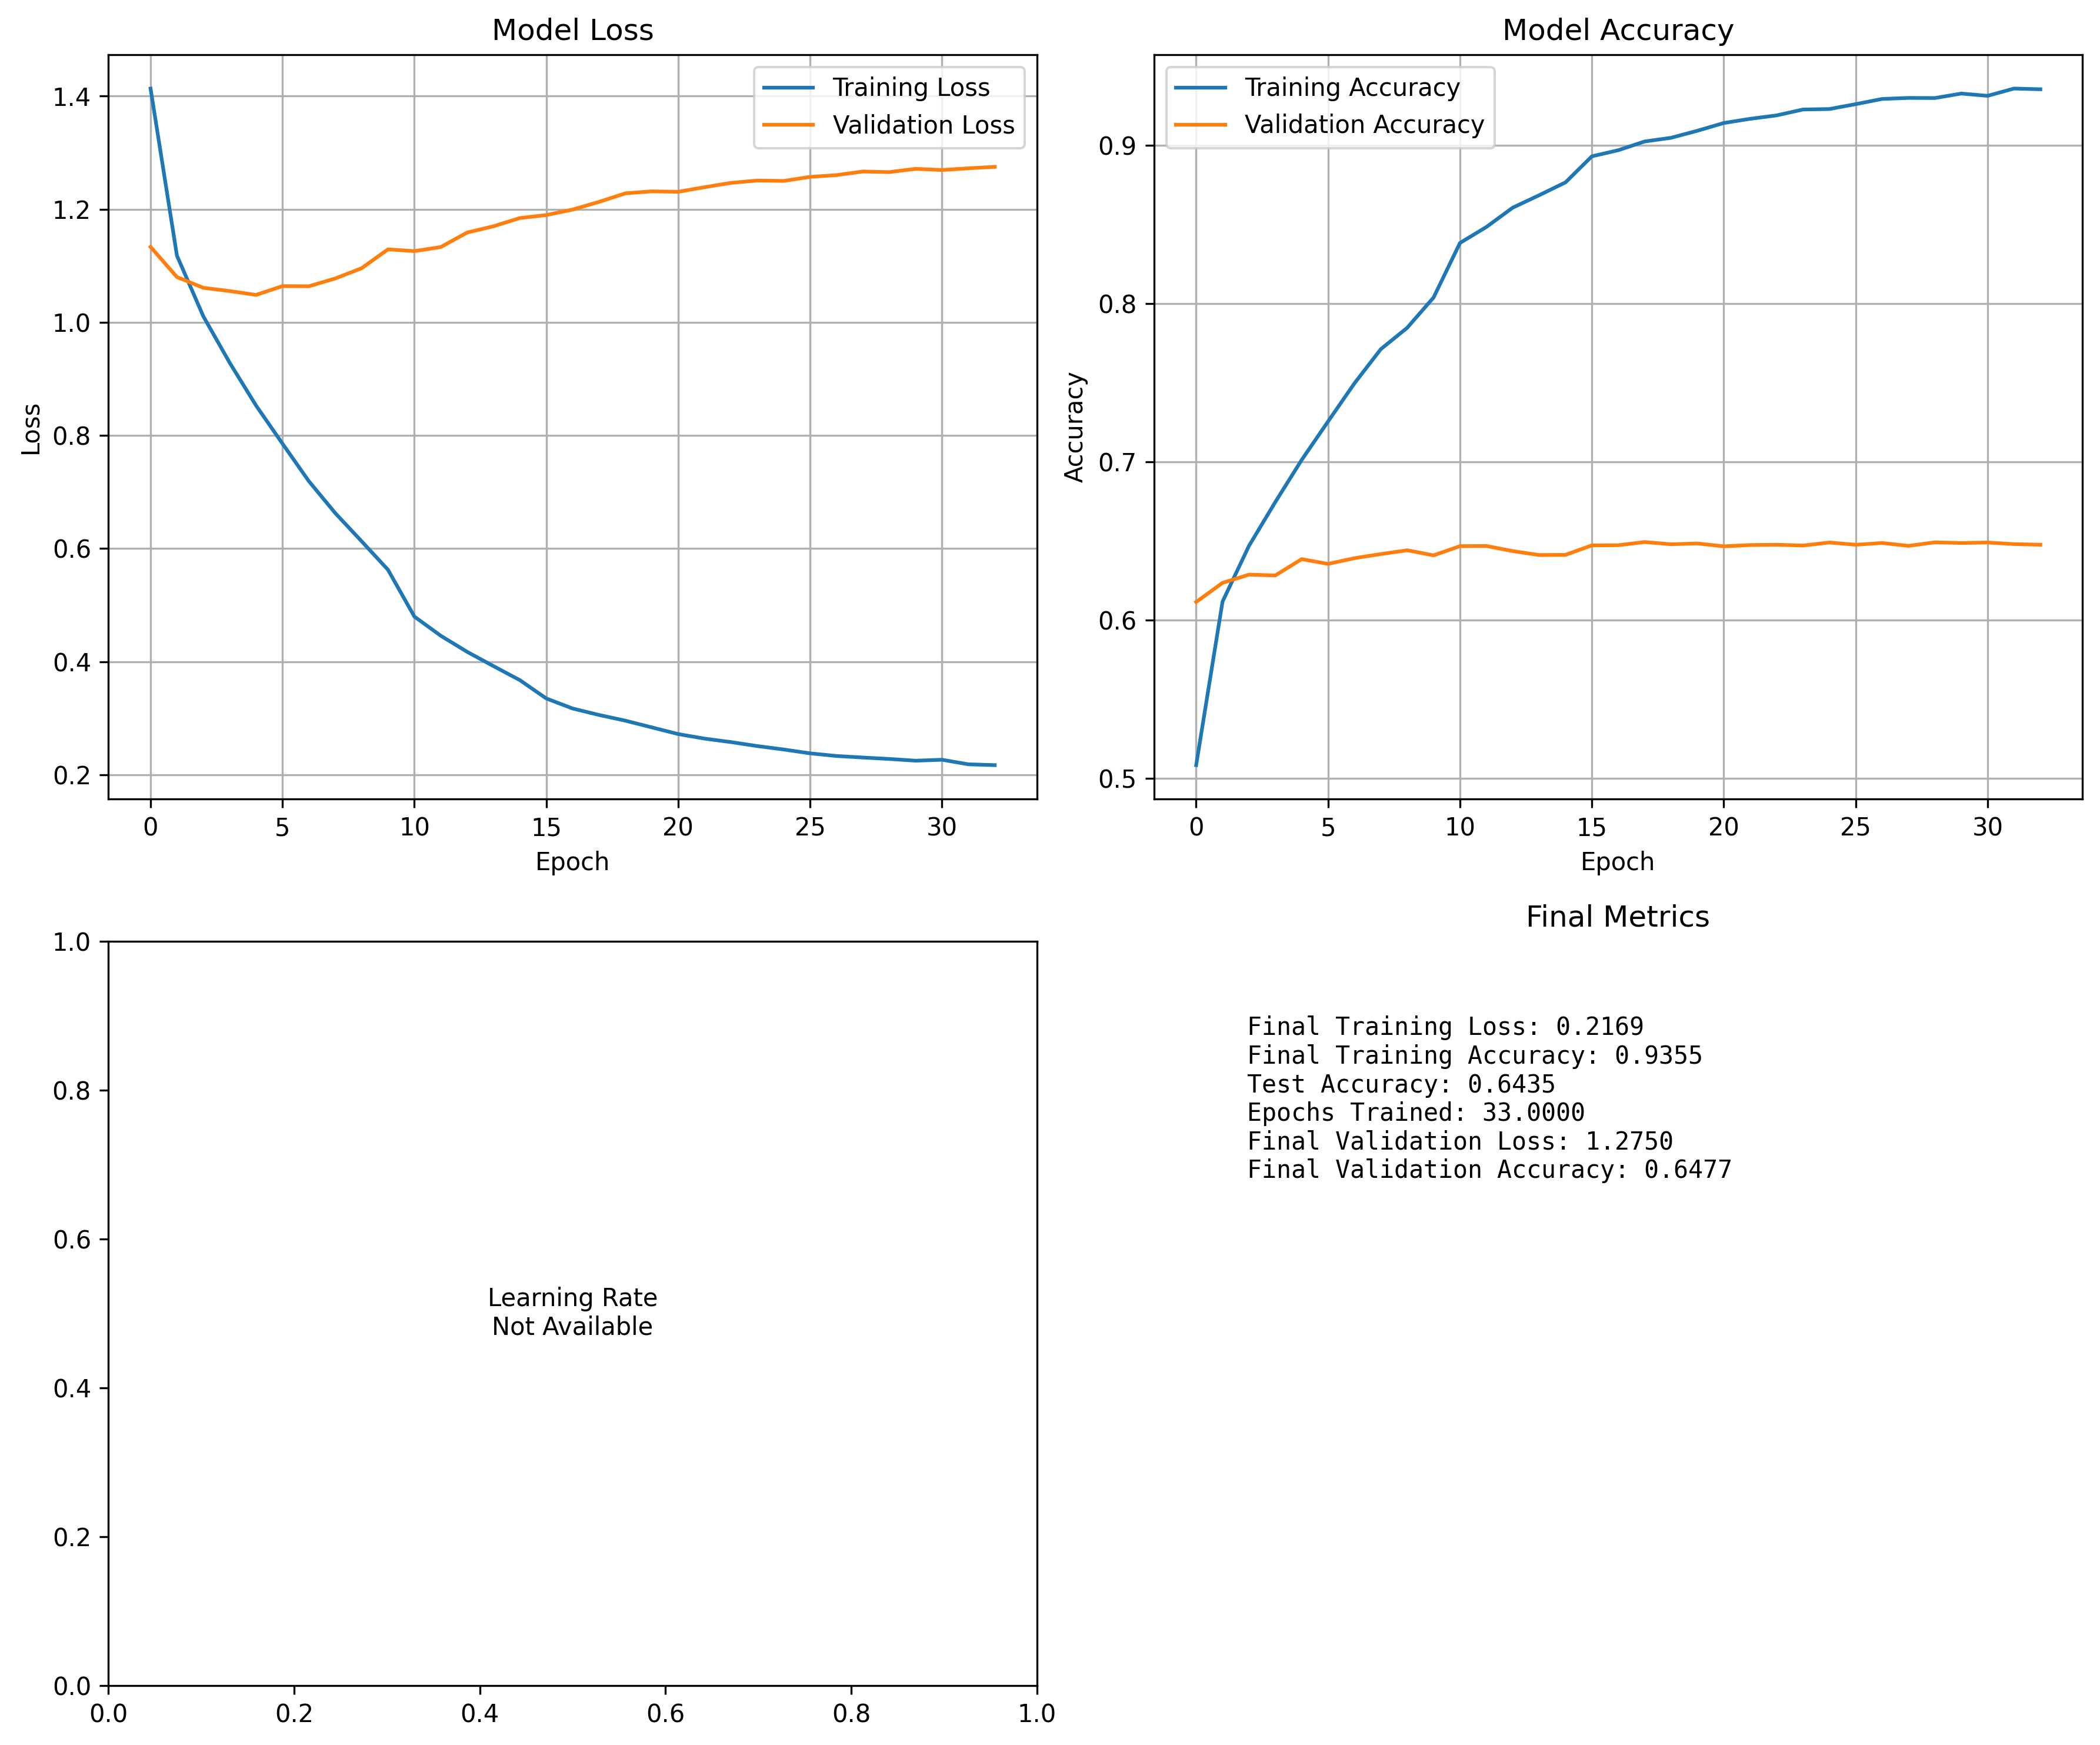 Model Loss
1.4
1.2
1.0
0.8
0.6
0.4
0.2
Loss
Training Loss
Validation Loss
0 5 10 15 20 25 30
Epoch
Model Accuracy
0.9
0.8
0.7
0.6
0.5
Accuracy
Training Accuracy
Validation Accuracy
0 5 10 15 20 25 30
Epoch
1.0
0.8
0.6
0.4
0.2
0.0
Learning Rate
Not Available
0.0 0.2 0.4 0.6 0.8 1.0
Final Metrics
Final Training Loss: 0.2169
Final Training Accuracy: 0.9355
Test Accuracy: 0.6435
Epochs Trained: 33.0000
Final Validation Loss: 1.2750
Final Validation Accuracy: 0.6477